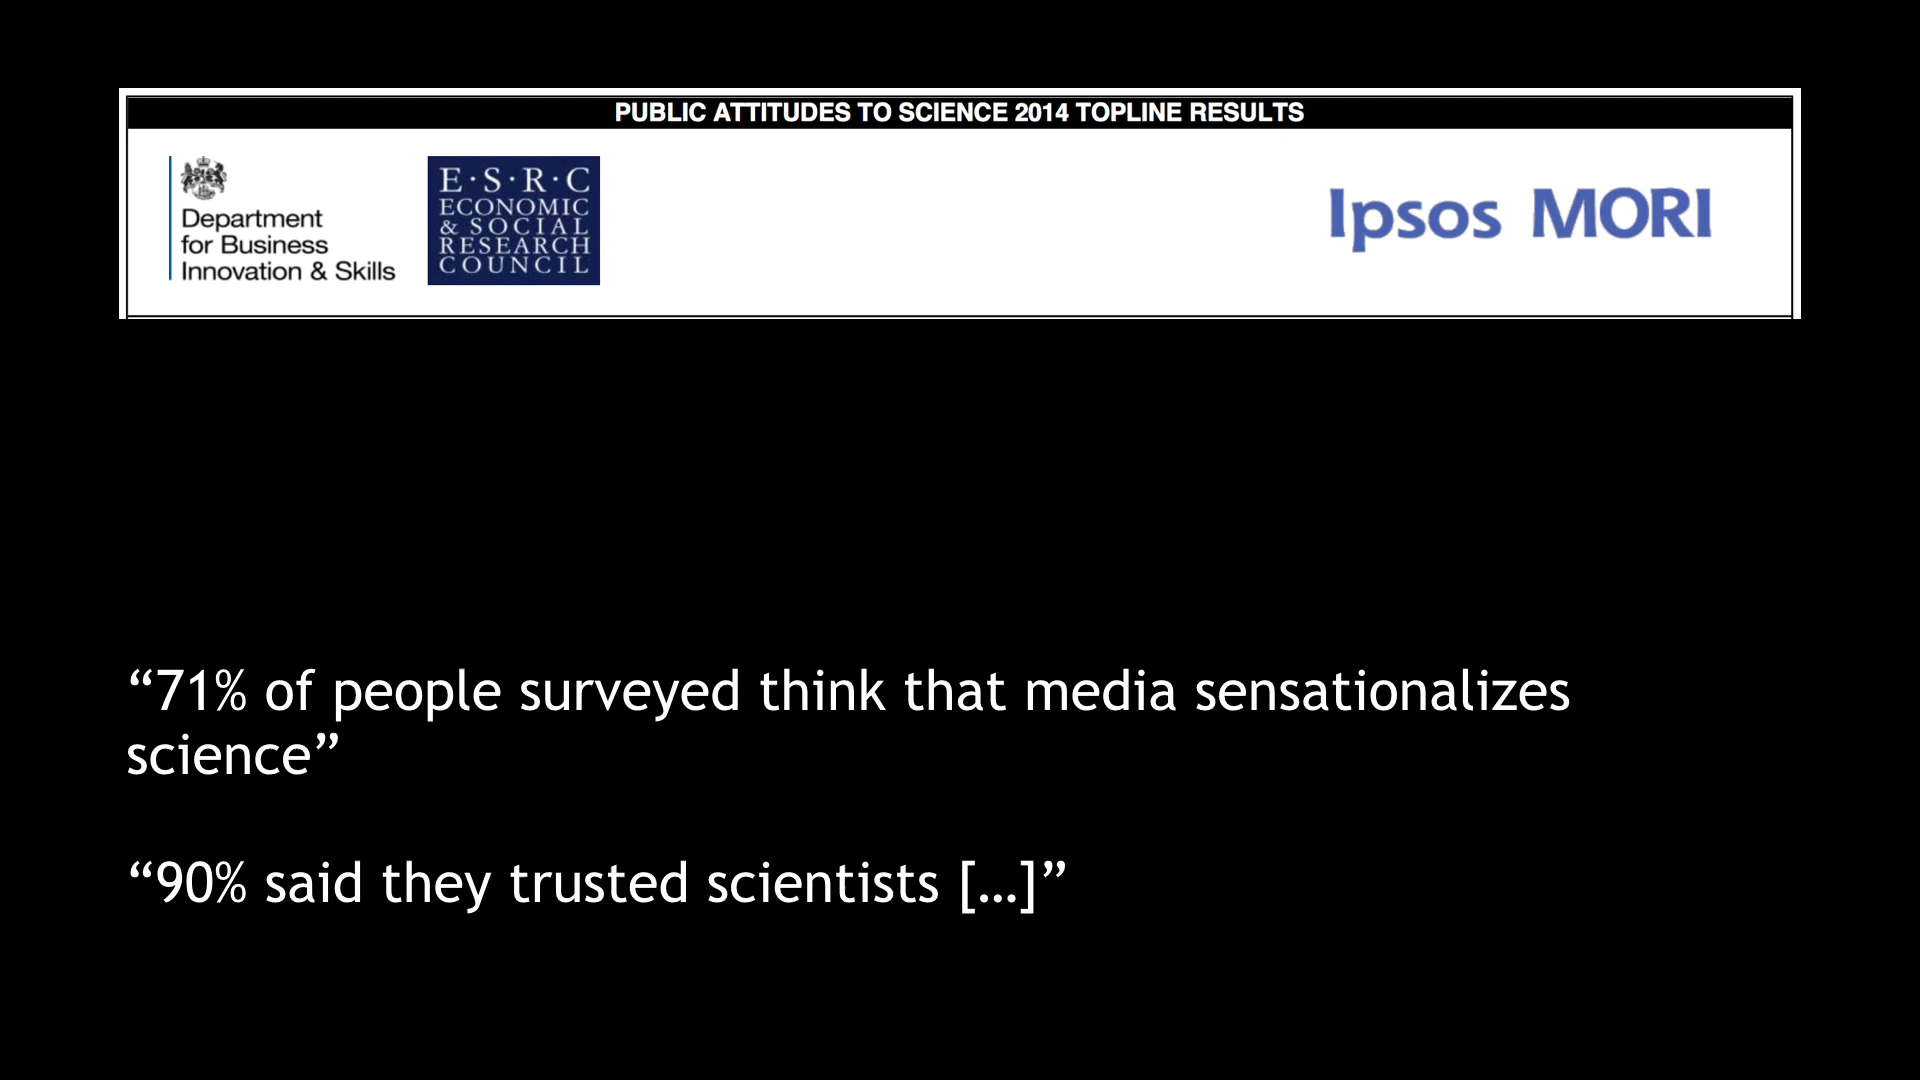 PUBLIC ATTITUDES TO SCIENCE 2014 TOPLINE RESULTS
Department
for Business
Innovation & Skills
E·S·R·C
ECONOMIC
& SOCIAL
RESEARCH
COUNCIL
Ipsos MORI
“71% of people surveyed think that media sensationalizes
science”
“90% said they trusted scientists […]”